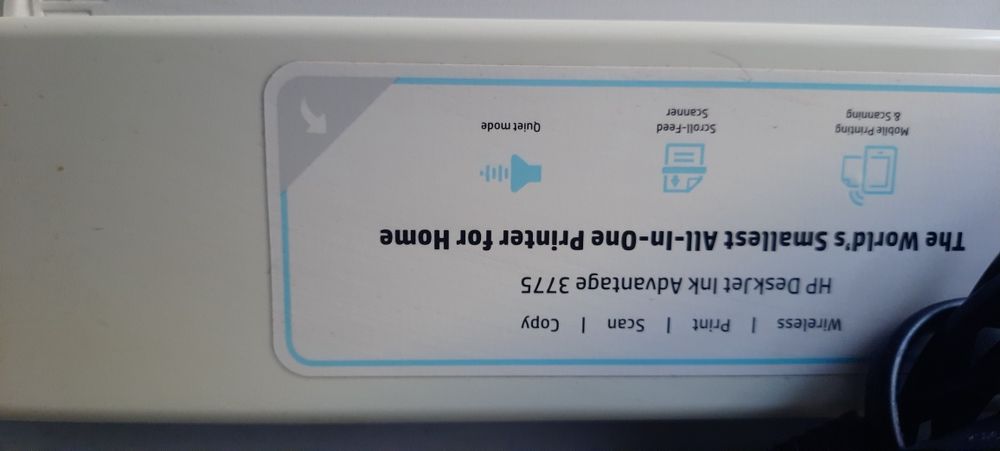 Wireless | Print | Scan | Copy
HP DeskJet Ink Advantage 3775
The World's Smallest All-In-One Printer for Home
Mobile Printing
& Scanning
Scroll-Feed
Scanner
Quiet mode